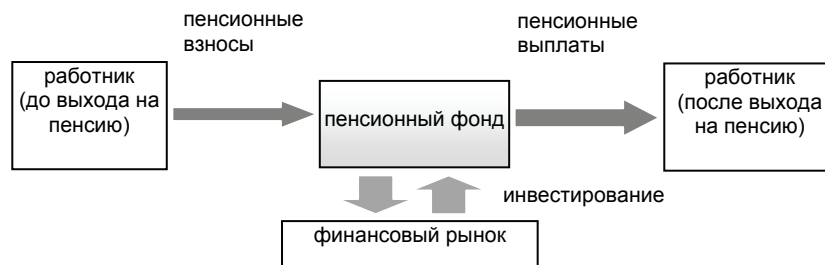 пенсионные
взносы
пенсионные
выплаты
работник
(до выхода на
пенсию)
пенсионный фонд
работник
(после выхода
на пенсию)
инвестирование
финансовый рынок